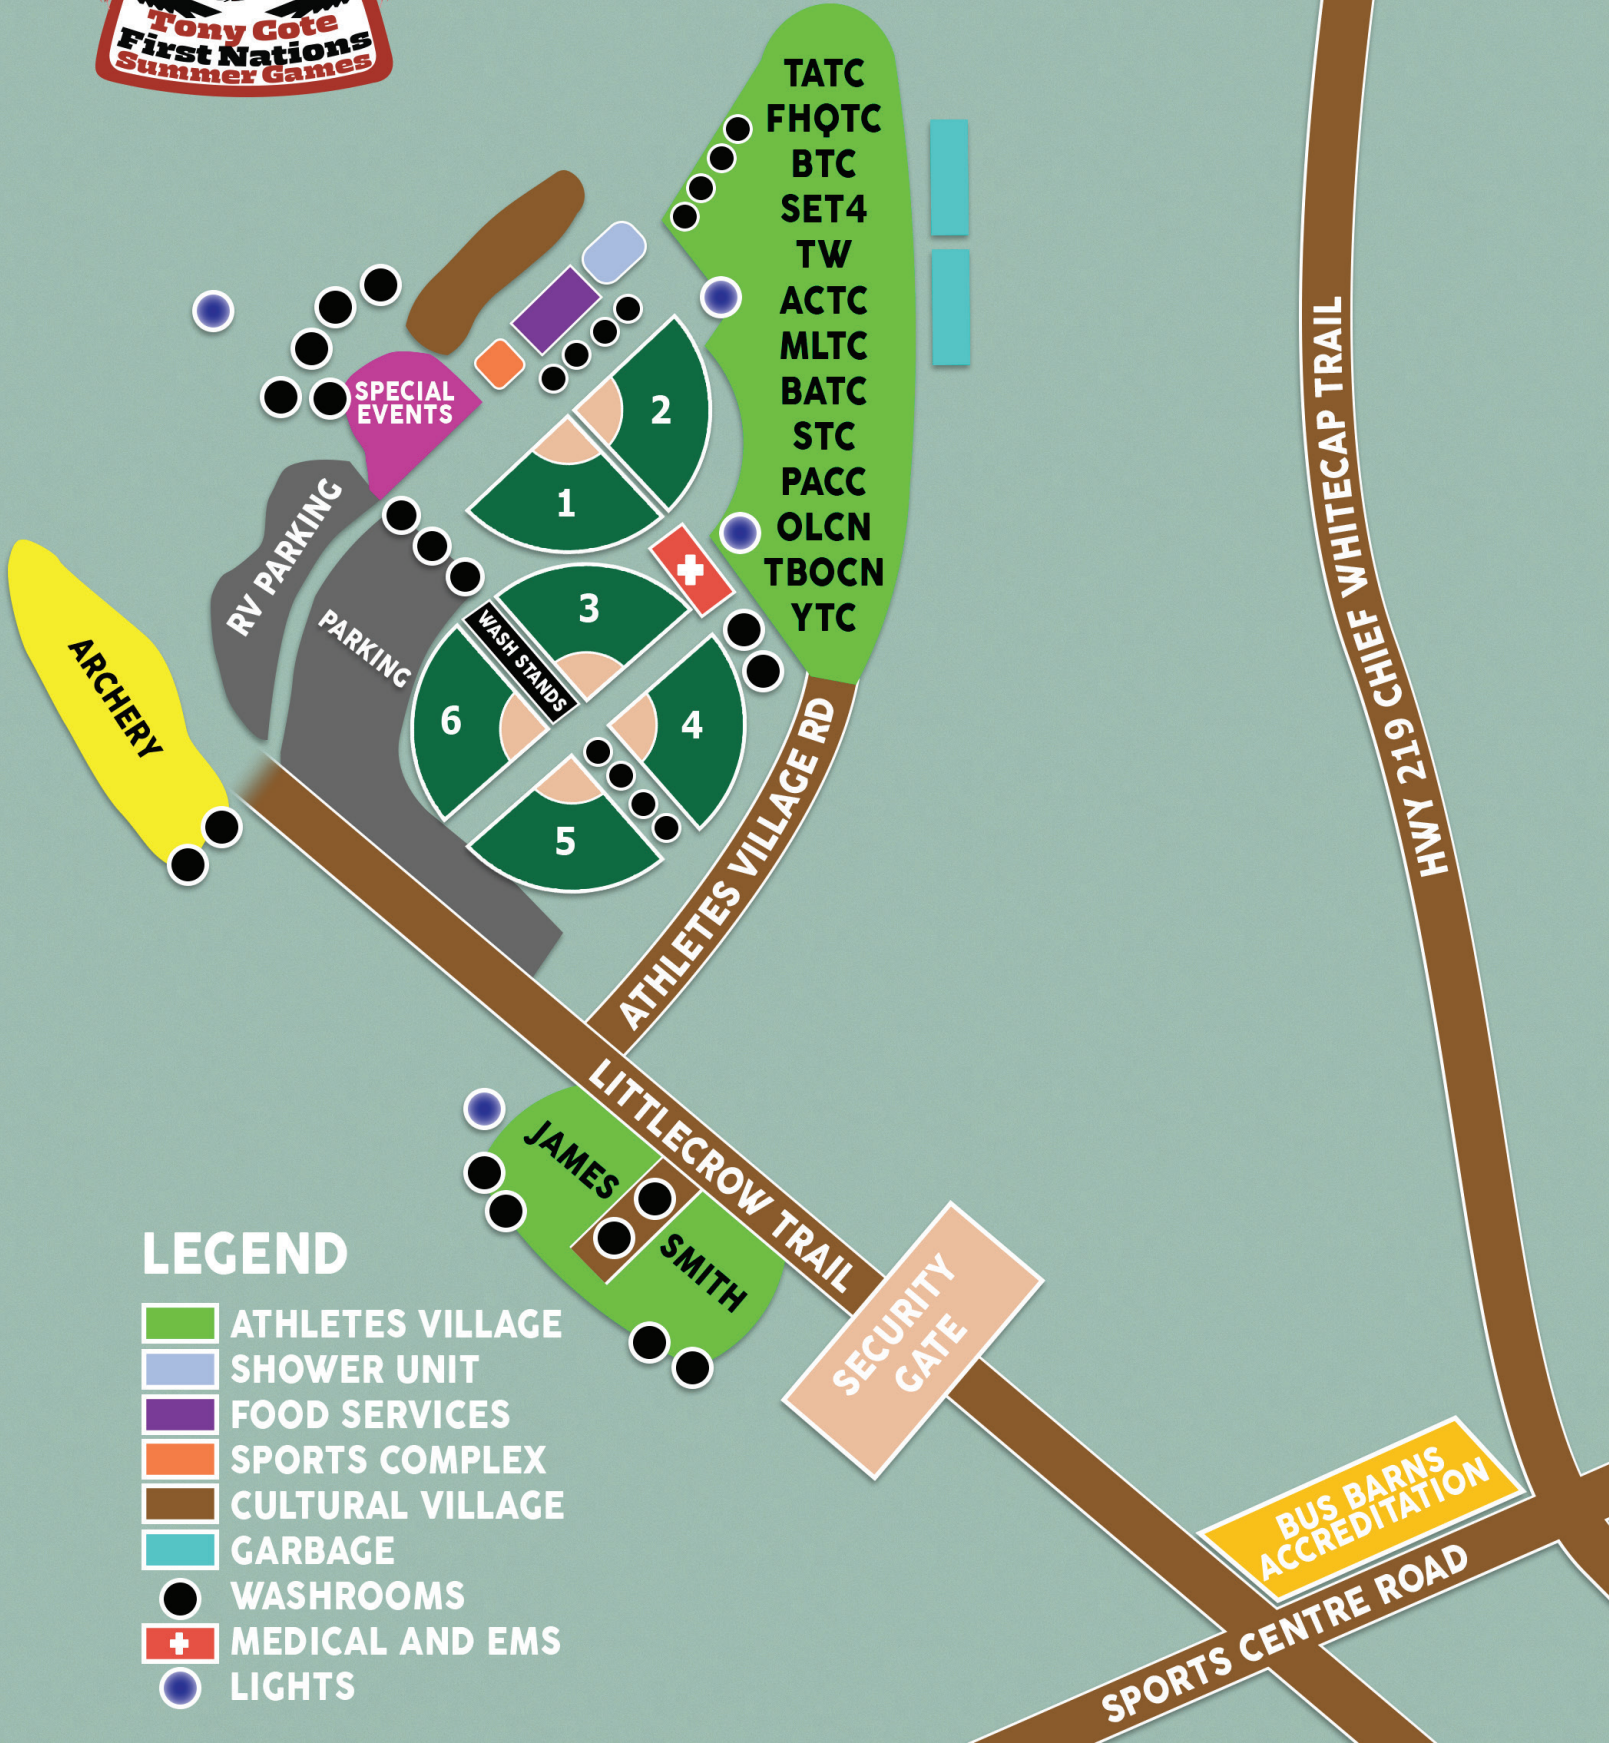 Tony Cote
First Nations
Summer Games
TATC
FHQTC
BTC
SET4
TW
ACTC
MLTC
BATC
STC
PACC
OLCN
TBOCN
YTC
SPECIAL
EVENTS
2
1
3
WASH STANDS
6
4
5
RV PARKING
PARKING
ARCHERY
ATHLETES VILLAGE RD
HWY 219 CHIEF WHITECAP TRAIL
LITTLECROW TRAIL
JAMES
SMITH
SECURITY
GATE
BUS BARNS
ACCREDITATION
SPORTS CENTRE ROAD
LEGEND
ATHLETES VILLAGE
SHOWER UNIT
FOOD SERVICES
SPORTS COMPLEX
CULTURAL VILLAGE
GARBAGE
WASHROOMS
MEDICAL AND EMS
LIGHTS